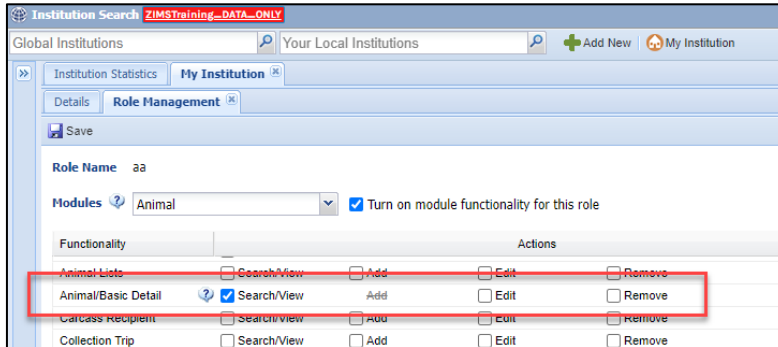 Institution Search ZIMSTraining_DATA_ONLY
Global Institutions Your Local Institutions Add New My Institution
Institution Statistics My Institution
Details Role Management
Save
Role Name aa
Modules Animal Turn on module functionality for this role
Functionality Actions
Animal Lists Search/View Add Edit Remove
Animal/Basic Detail Search/View Add Edit Remove
Carcass Recipient Search/View Add Edit Remove
Collection Trip Search/View Add Edit Remove